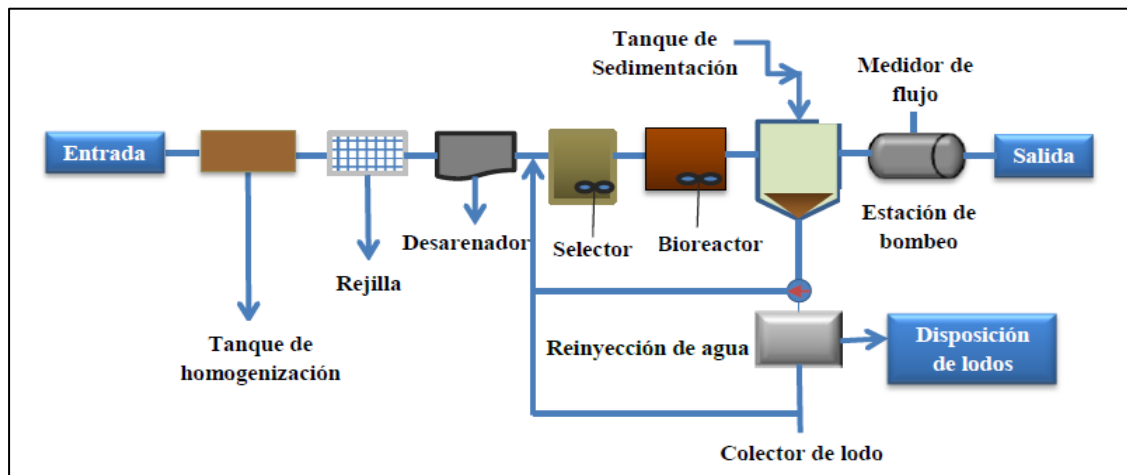 Tanque de
Sedimentación
Medidor de
flujo
Entrada
Salida
Desarenador
Selector
Bioreactor
Estación de
bombeo
Rejilla
Tanque de
homogenización
Reinyección de agua
Disposición
de lodos
Colector de lodo